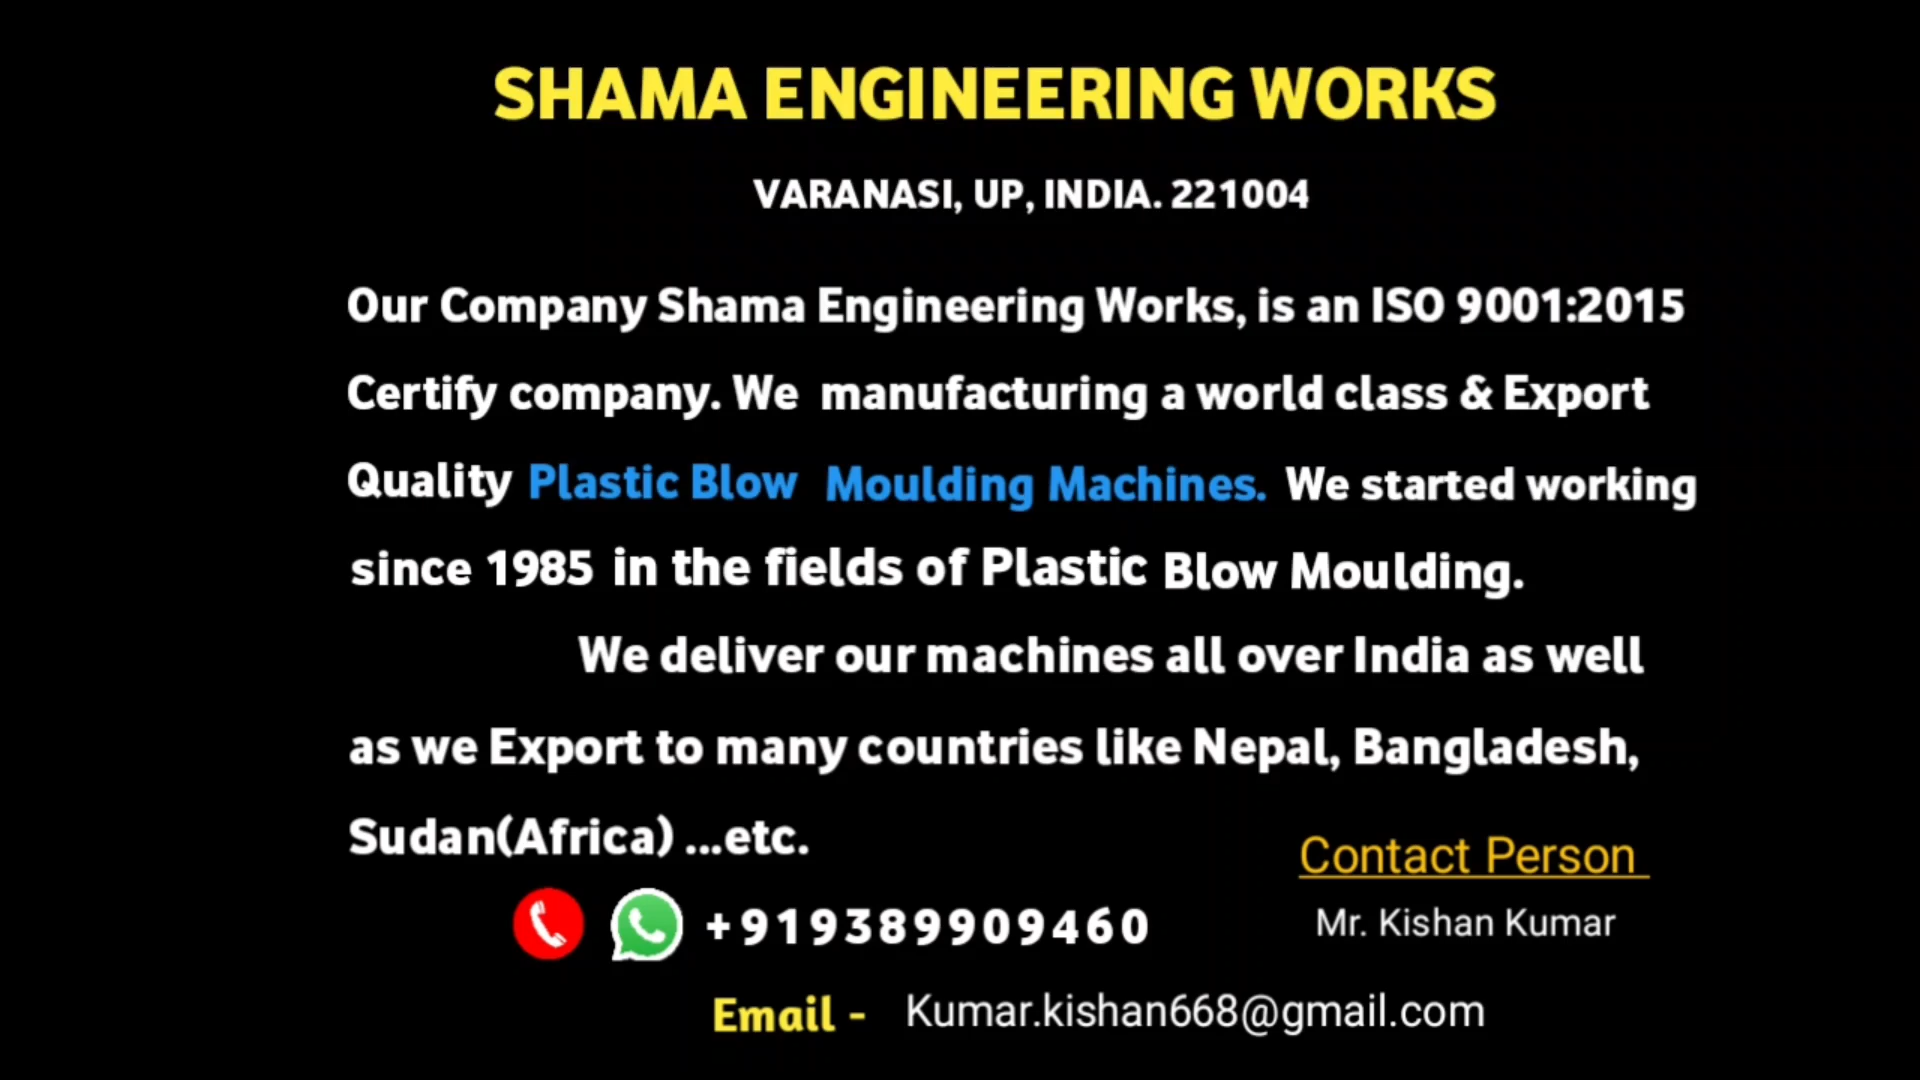 SHAMA ENGINEERING WORKS
VARANASI, UP, INDIA. 221004
Our Company Shama Engineering Works, is an ISO 9001:2015
Certify company. We manufacturing a world class & Export
Quality Plastic Blow Moulding Machines. We started working
since 1985 in the fields of Plastic Blow Moulding.
We deliver our machines all over India as well
as we Export to many countries like Nepal, Bangladesh,
Sudan(Africa) ...etc.
Contact Person
+919389909460
Mr. Kishan Kumar
Email - Kumar.kishan668@gmail.com